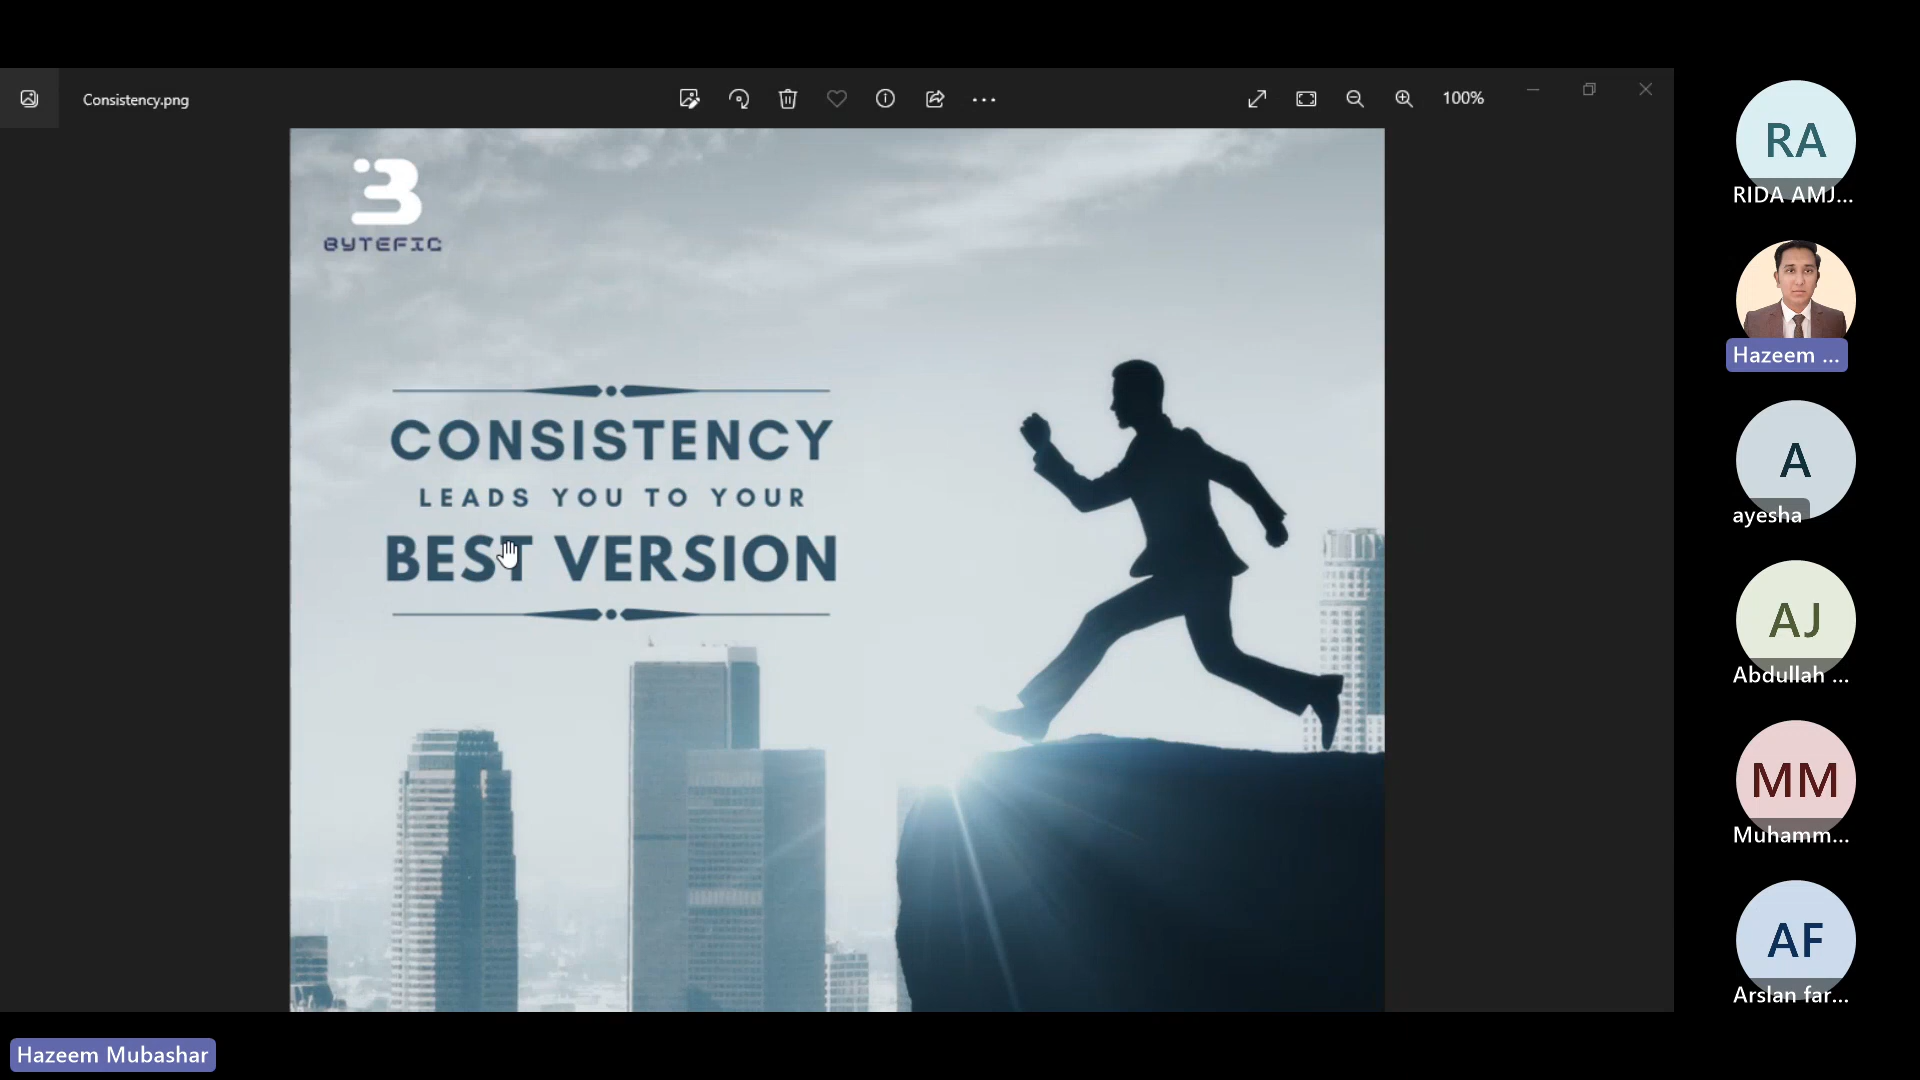 Consistency.png
100%
BYTEFIC
CONSISTENCY
LEADS YOU TO YOUR
BEST VERSION
RA
RIDA AMJ...
Hazeem ...
A
ayesha
AJ
Abdullah ...
MM
Muhamm...
AF
Arslan far...
Hazeem Mubashar